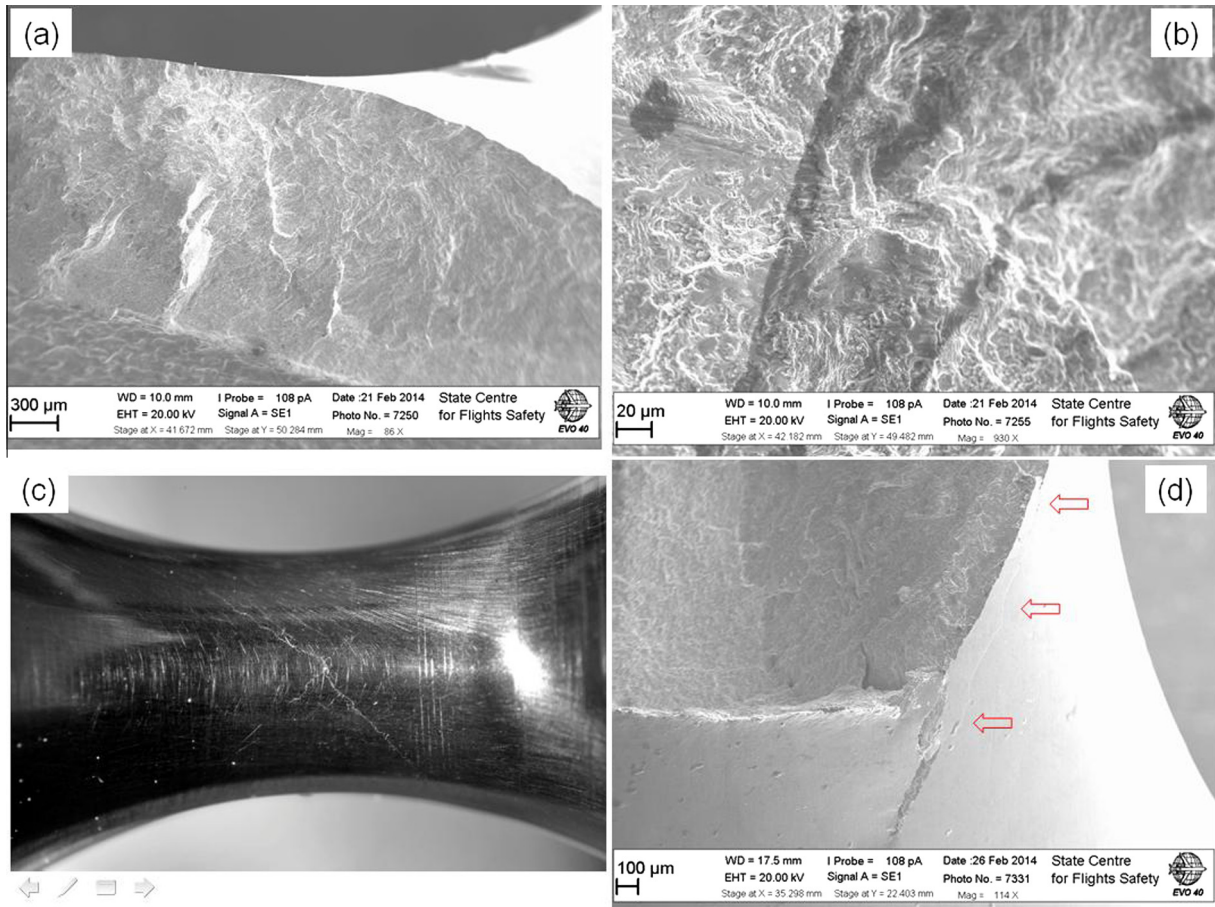 (a)
300 µm
WD = 10.0 mm I Probe = 108 pA Date :21 Feb 2014 State Centre
EHT = 20.00 kV Signal A = SE1 Photo No. = 7250 for Flights Safety
Stage at X = 41.672 mm Stage at Y = 50.284 mm Mag = 86 X EVO 40
(b)
20 µm
WD = 10.0 mm I Probe = 108 pA Date :21 Feb 2014 State Centre
EHT = 20.00 kV Signal A = SE1 Photo No. = 7255 for Flights Safety
Stage at X = 42.182 mm Stage at Y = 49.482 mm Mag = 930 X EVO 40
(c)
(d)
100 µm
WD = 17.5 mm I Probe = 108 pA Date :26 Feb 2014 State Centre
EHT = 20.00 kV Signal A = SE1 Photo No. = 7331 for Flights Safety
Stage at X = 35.298 mm Stage at Y = 22.403 mm Mag = 114 X EVO 40